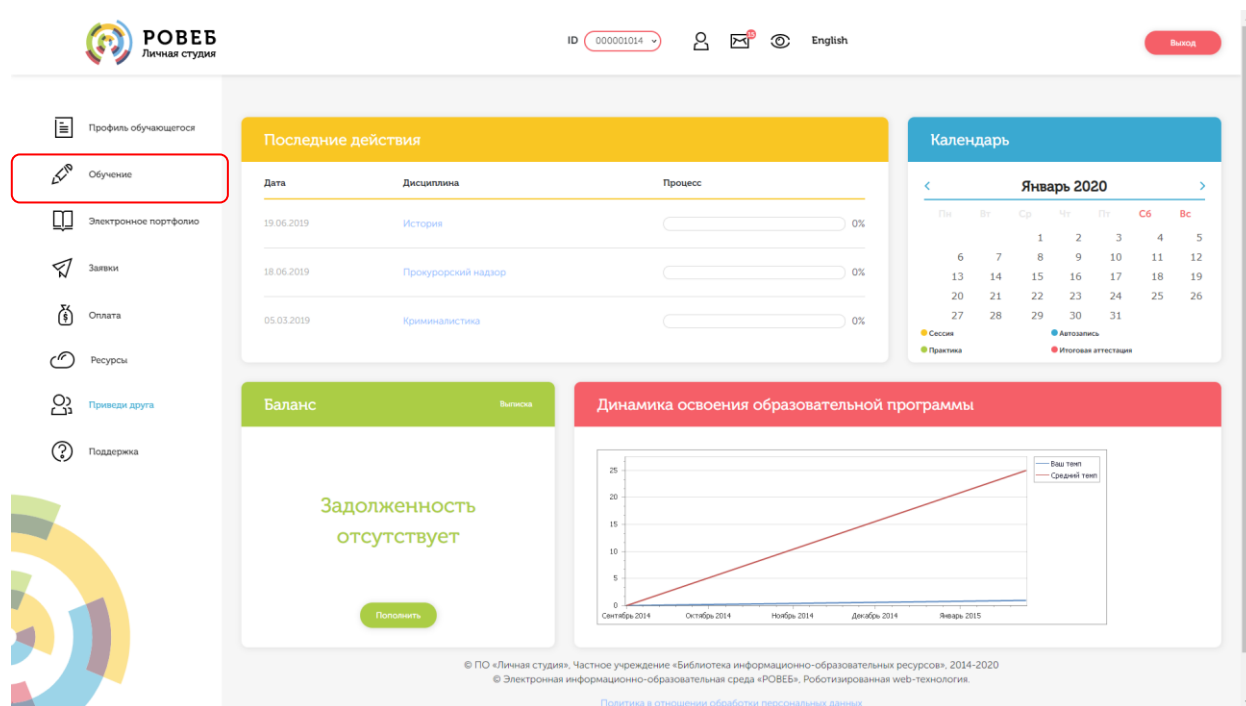 РОВЕБ
Личная студия
ID 000001014
15
English
Выход
Профиль обучающегося
Обучение
Электронное портфолио
Заявки
Оплата
Ресурсы
Приведи друга
Поддержка
Последние действия
Дата Дисциплина Процесс
19.06.2019 История 0%
18.06.2019 Прокурорский надзор 0%
05.03.2019 Криминалистика 0%
Календарь
Январь 2020
Пн Вт Ср Чт Пт Сб Вс
1 2 3 4 5
6 7 8 9 10 11 12
13 14 15 16 17 18 19
20 21 22 23 24 25 26
27 28 29 30 31
Сессия Автозапись
Практика Итоговая аттестация
Баланс Выписка
Задолженность
отсутствует
Пополнить
Динамика освоения образовательной программы
25
20
15
10
5
0
Сентябрь 2014 Октябрь 2014 Ноябрь 2014 Декабрь 2014 Январь 2015
Ваш темп
Средний темп
© ПО «Личная студия», Частное учреждение «Библиотека информационно-образовательных ресурсов», 2014-2020
© Электронная информационно-образовательная среда «РОВЕБ», Роботизированная web-технология.
Политика в отношении обработки персональных данных